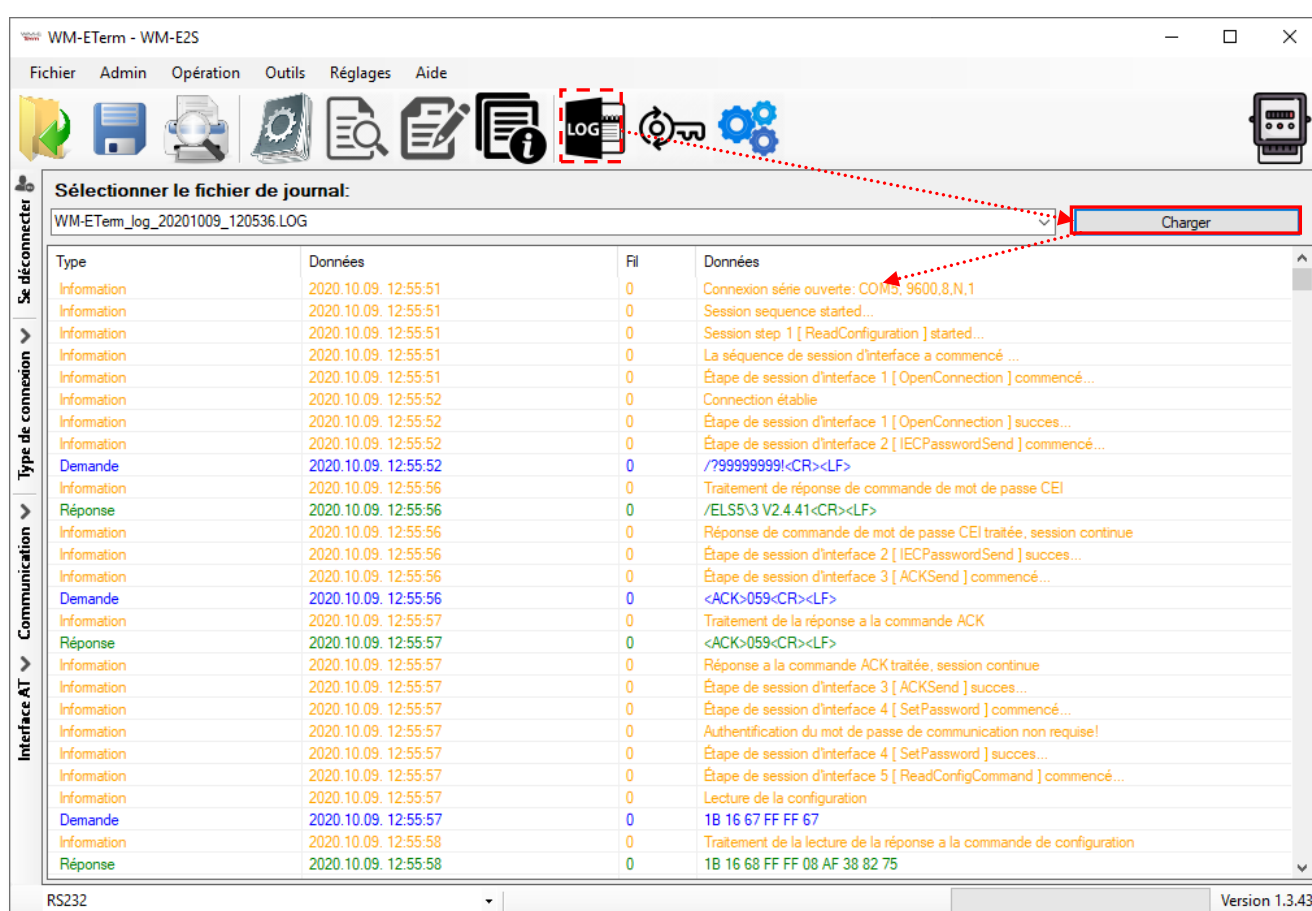 WM-ETerm - WM-E2S
Fichier Admin Opération Outils Réglages Aide
LOG
Sélectionner le fichier de journal:
WM-ETerm_log_20201009_120536.LOG Charger
Se déconnecter
Type de connexion
Communication
Interface AT
Type Données Fil Données
Information 2020.10.09. 12:55:51 0 Connexion série ouverte: COM5, 9600,8,N,1
Information 2020.10.09. 12:55:51 0 Session sequence started...
Information 2020.10.09. 12:55:51 0 Session step 1 [ ReadConfiguration ] started...
Information 2020.10.09. 12:55:51 0 La séquence de session d'interface a commencé ...
Information 2020.10.09. 12:55:51 0 Étape de session d'interface 1 [ OpenConnection ] commencé...
Information 2020.10.09. 12:55:52 0 Connection établie
Information 2020.10.09. 12:55:52 0 Étape de session d'interface 1 [ OpenConnection ] succes...
Information 2020.10.09. 12:55:52 0 Étape de session d'interface 2 [ IECPasswordSend ] commencé...
Demande 2020.10.09. 12:55:52 0 /?99999999!<CR><LF>
Information 2020.10.09. 12:55:56 0 Traitement de réponse de commande de mot de passe CEI
Réponse 2020.10.09. 12:55:56 0 /ELS5\3 V2.4.41<CR><LF>
Information 2020.10.09. 12:55:56 0 Réponse de commande de mot de passe CEI traitée, session continue
Information 2020.10.09. 12:55:56 0 Étape de session d'interface 2 [ IECPasswordSend ] succes...
Information 2020.10.09. 12:55:56 0 Étape de session d'interface 3 [ ACKSend ] commencé...
Demande 2020.10.09. 12:55:56 0 <ACK>059<CR><LF>
Information 2020.10.09. 12:55:57 0 Traitement de la réponse a la commande ACK
Réponse 2020.10.09. 12:55:57 0 <ACK>059<CR><LF>
Information 2020.10.09. 12:55:57 0 Réponse a la commande ACK traitée, session continue
Information 2020.10.09. 12:55:57 0 Étape de session d'interface 3 [ ACKSend ] succes...
Information 2020.10.09. 12:55:57 0 Étape de session d'interface 4 [ SetPassword ] commencé...
Information 2020.10.09. 12:55:57 0 Authentification du mot de passe de communication non requise!
Information 2020.10.09. 12:55:57 0 Étape de session d'interface 4 [ SetPassword ] succes...
Information 2020.10.09. 12:55:57 0 Étape de session d'interface 5 [ ReadConfigCommand ] commencé...
Information 2020.10.09. 12:55:57 0 Lecture de la configuration
Demande 2020.10.09. 12:55:57 0 1B 16 67 FF FF 67
Information 2020.10.09. 12:55:58 0 Traitement de la lecture de la réponse a la commande de configuration
Réponse 2020.10.09. 12:55:58 0 1B 16 68 FF FF 08 AF 38 82 75
RS232 Version 1.3.43